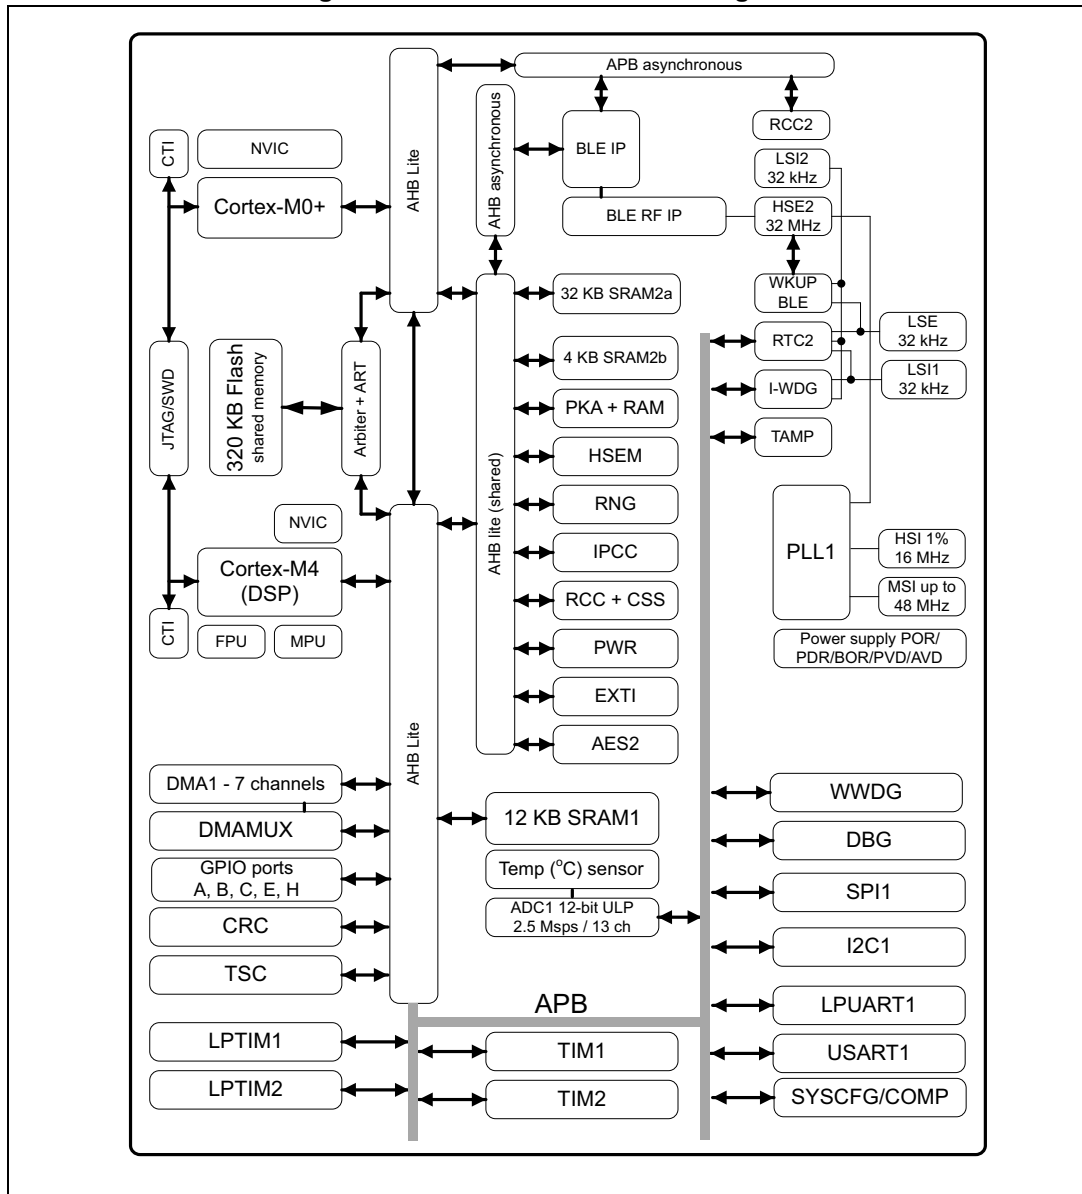 APB asynchronous
CTI
NVIC
AHB Lite
AHB asynchronous
BLE IP
RCC2
LSI2
32 kHz
Cortex-M0+
BLE RF IP
HSE2
32 MHz
32 KB SRAM2a
WKUP
BLE
LSE
32 kHz
JTAG/SWD
320 KB Flash
shared memory
Arbiter + ART
AHB lite (shared)
4 KB SRAM2b
RTC2
LSI1
32 kHz
PKA + RAM
I-WDG
HSEM
TAMP
NVIC
RNG
PLL1
HSI 1%
16 MHz
Cortex-M4
(DSP)
IPCC
MSI up to
48 MHz
CTI
FPU
MPU
RCC + CSS
PWR
Power supply POR/
PDR/BOR/PVD/AVD
EXTI
AHB Lite
AES2
DMA1 - 7 channels
12 KB SRAM1
WWDG
DMAMUX
DBG
GPIO ports
A, B, C, E, H
Temp (°C) sensor
SPI1
CRC
ADC1 12-bit ULP
2.5 Msps / 13 ch
I2C1
TSC
APB
LPUART1
LPTIM1
TIM1
USART1
LPTIM2
TIM2
SYSCFG/COMP